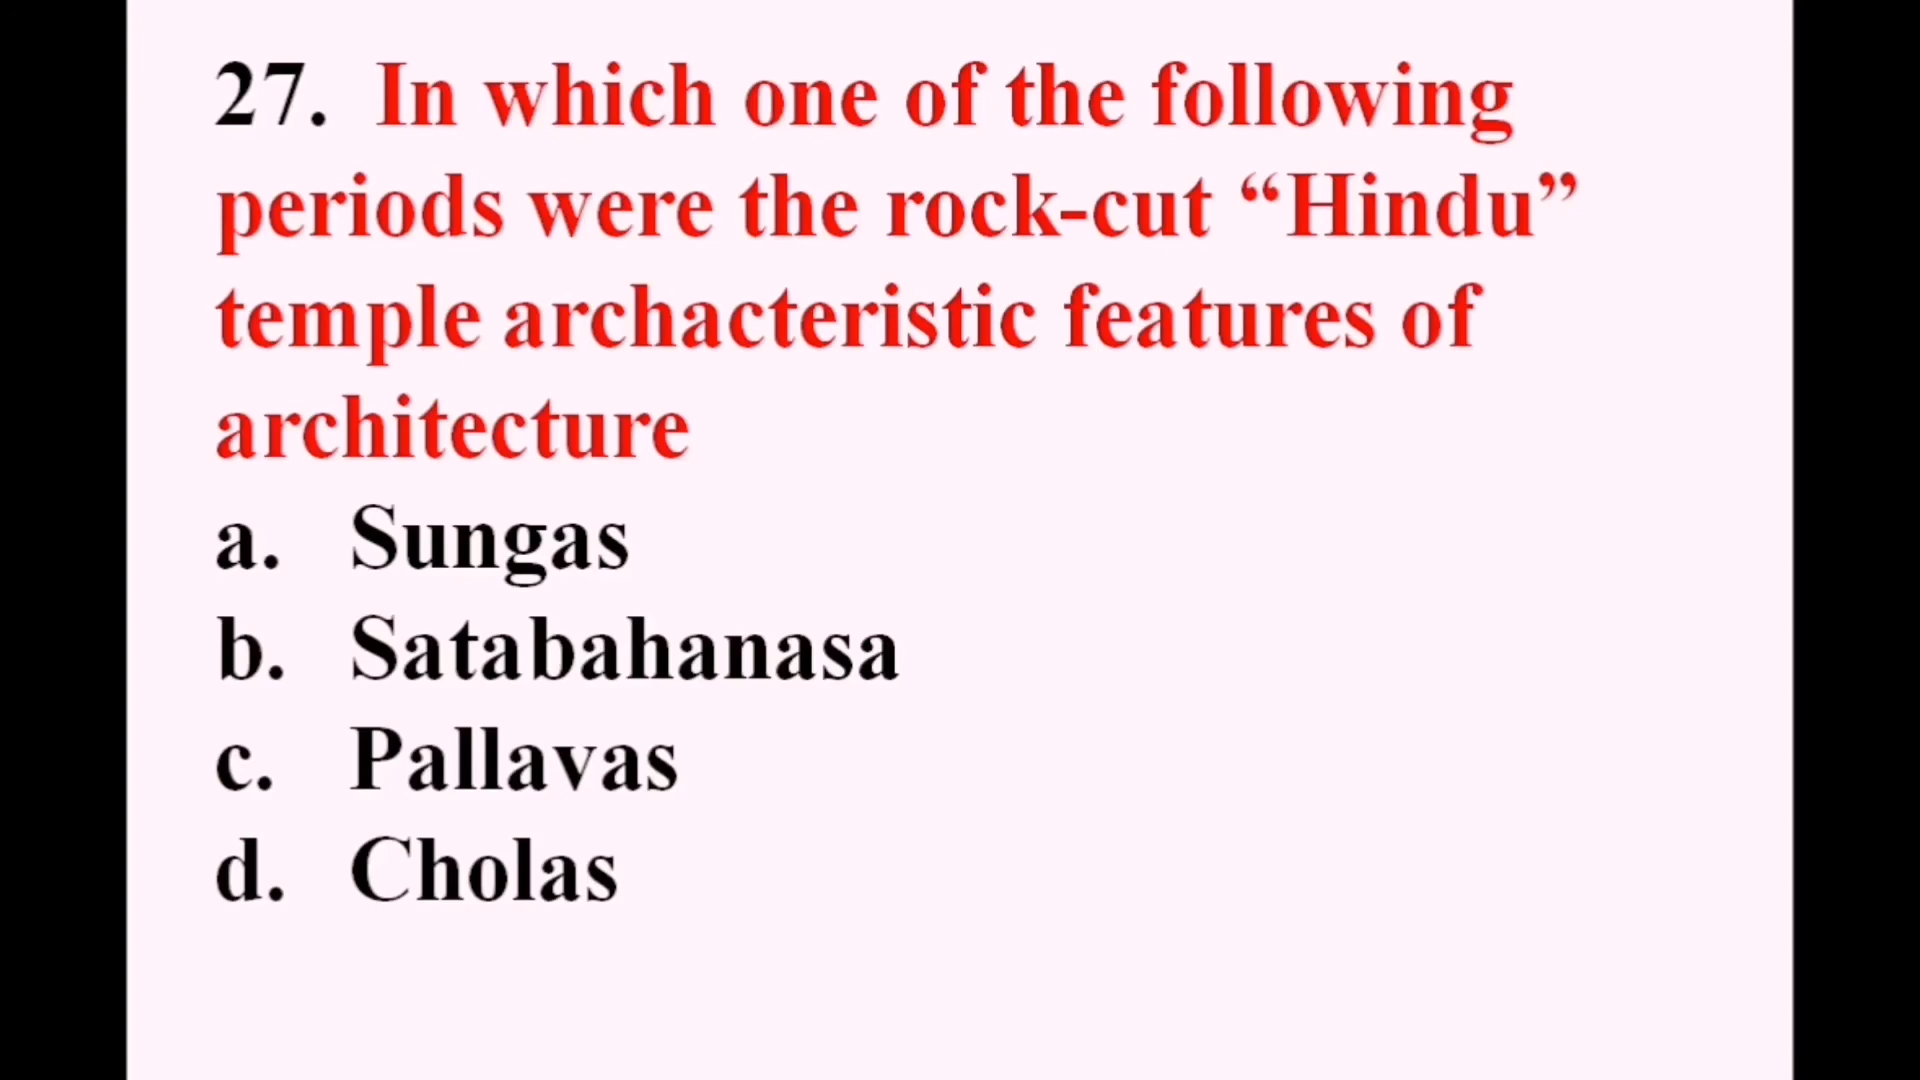 27. In which one of the following
periods were the rock-cut “Hindu”
temple archacteristic features of
architecture
a. Sungas
b. Satabahanasa
c. Pallavas
d. Cholas